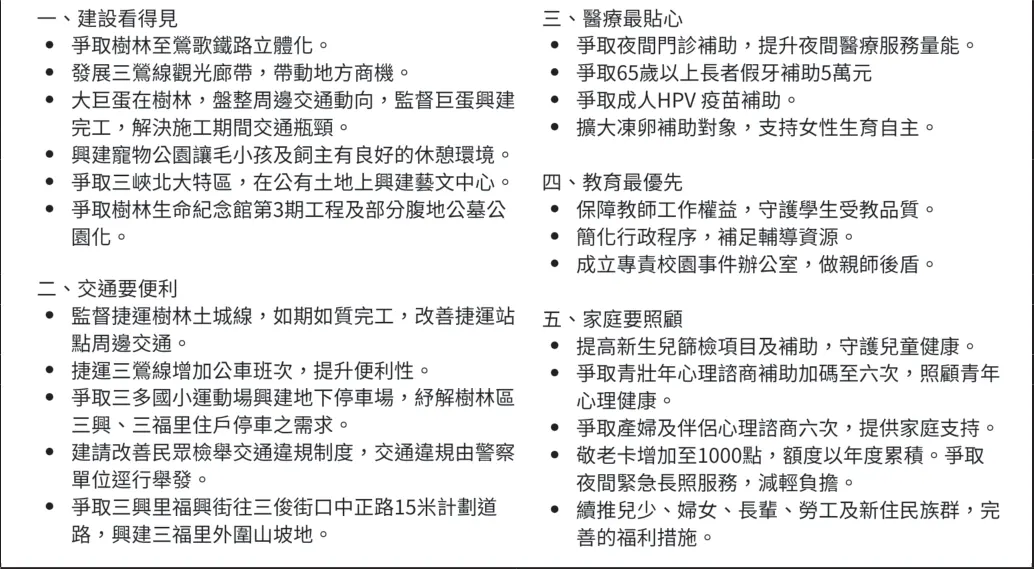 一、建設看得見
• 爭取樹林至鶯歌鐵路立體化。
• 發展三鶯線觀光廊帶，帶動地方商機。
• 大巨蛋在樹林，盤整周邊交通動向，監督巨蛋興建
完工，解決施工期間交通瓶頸。
• 興建寵物公園讓毛小孩及飼主有良好的休憩環境。
• 爭取三峽北大特區，在公有土地上興建藝文中心。
• 爭取樹林生命紀念館第3期工程及部分腹地公墓公
園化。
二、交通要便利
• 監督捷運樹林土城線，如期如質完工，改善捷運站
點周邊交通。
• 捷運三鶯線增加公車班次，提升便利性。
• 爭取三多國小運動場興建地下停車場，紓解樹林區
三興、三福里住戶停車之需求。
• 建請改善民眾檢舉交通違規制度，交通違規由警察
單位逕行舉發。
• 爭取三興里福興街往三俊街口中正路15米計劃道
路，興建三福里外圍山坡地。
三、醫療最貼心
• 爭取夜間門診補助，提升夜間醫療服務量能。
• 爭取65歲以上長者假牙補助5萬元
• 爭取成人HPV 疫苗補助。
• 擴大凍卵補助對象，支持女性生育自主。
四、教育最優先
• 保障教師工作權益，守護學生受教品質。
• 簡化行政程序，補足輔導資源。
• 成立專責校園事件辦公室，做親師後盾。
五、家庭要照顧
• 提高新生兒篩檢項目及補助，守護兒童健康。
• 爭取青壯年心理諮商補助加碼至六次，照顧青年
心理健康。
• 爭取產婦及伴侶心理諮商六次，提供家庭支持。
• 敬老卡增加至1000點，額度以年度累積。爭取
夜間緊急長照服務，減輕負擔。
• 續推兒少、婦女、長輩、勞工及新住民族群，完
善的福利措施。